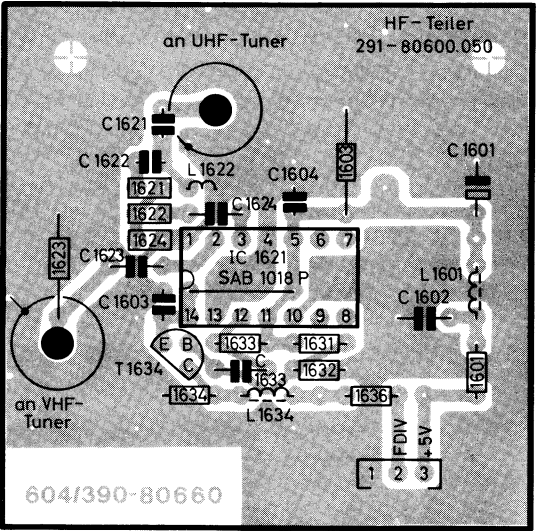 HF-Teiler
291-80600.050
an UHF-Tuner
C1621
C1622
L1622
C1604
1603
C1601
1621
1622
C1624
1624
1623
C1623
1 2 3 4 5 6 7
IC 1621
SAB 1018 P
14 13 12 11 10 9 8
L1601
C1602
C1603
E B
C
T1634
1633
C
1633
1631
1632
1601
1634
L1634
1636
an VHF-
Tuner
FDIV
+5V
1 2 3
604/390-80660